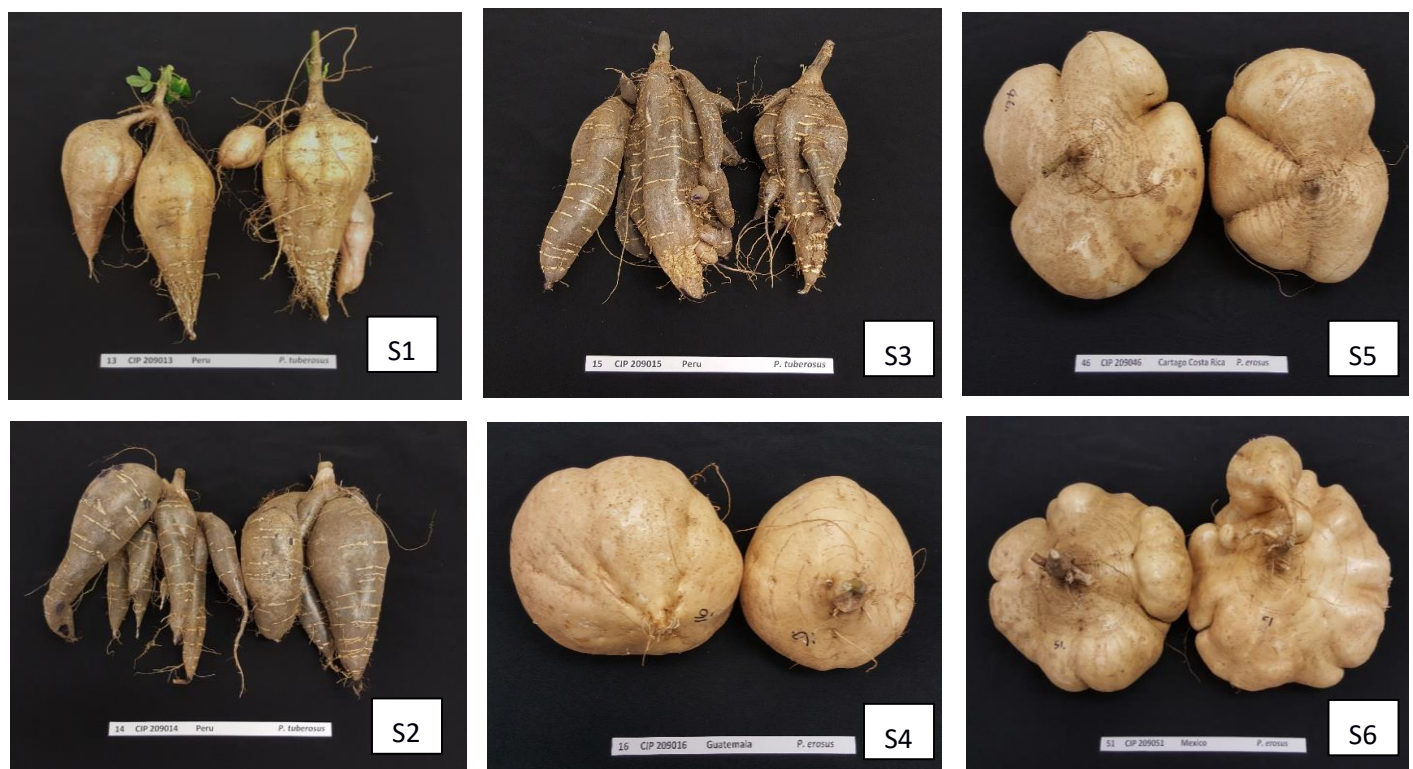 13 CIP 209013 Peru P. tuberosus
S1
15 CIP 209015 Peru P. tuberosus
S3
46 CIP 209046 Cartago Costa Rica P. erosus
S5
14 CIP 209014 Peru P. tuberosus
S2
16
16 CIP 209016 Guatemala P. erosus
S4
51
51 CIP 209051 Mexico P. erosus
S6